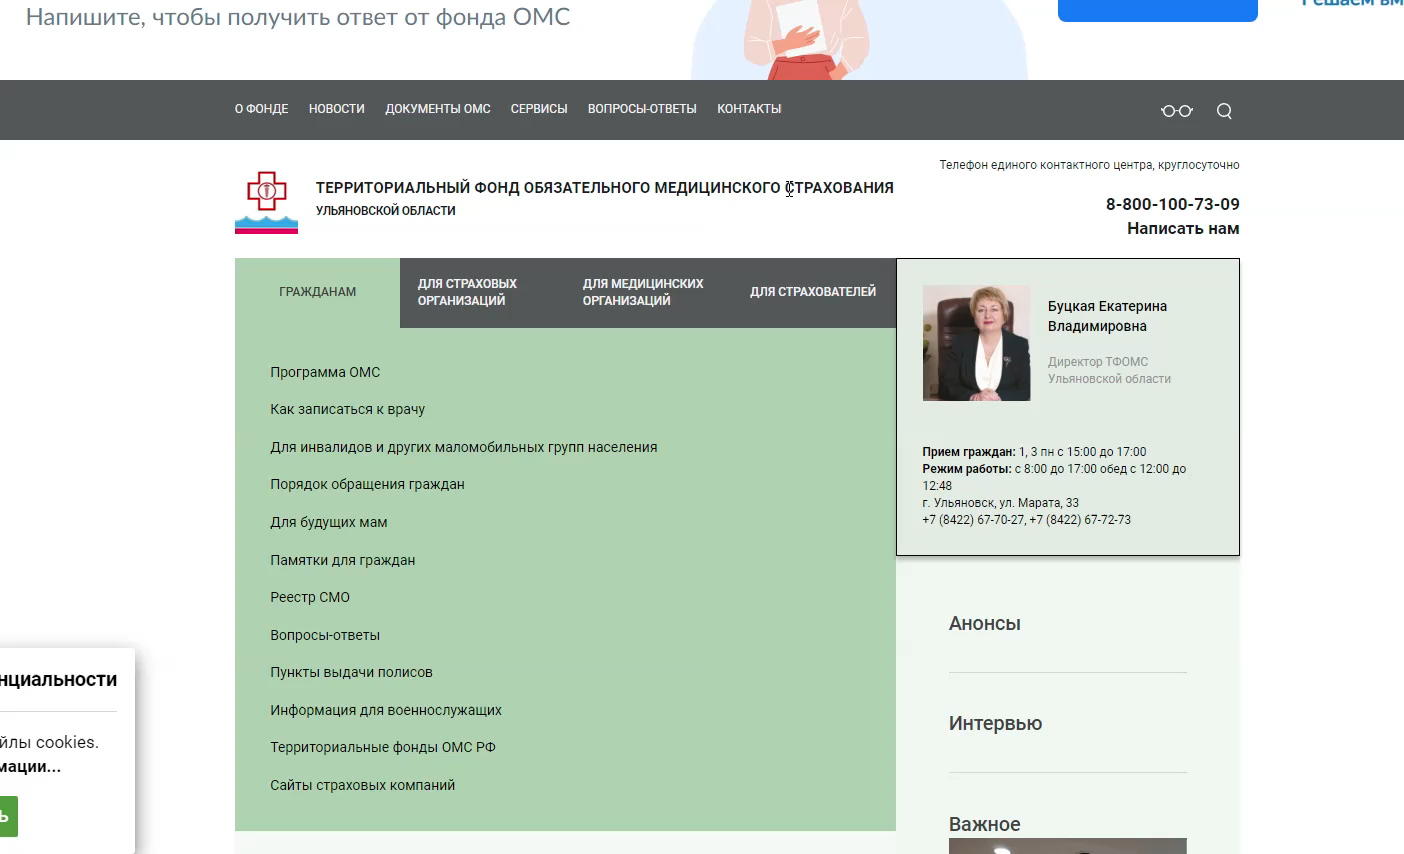 Напишите, чтобы получить ответ от фонда ОМС
О ФОНДЕ
НОВОСТИ
ДОКУМЕНТЫ ОМС
СЕРВИСЫ
ВОПРОСЫ-ОТВЕТЫ
КОНТАКТЫ
Телефон единого контактного центра, круглосуточно
ТЕРРИТОРИАЛЬНЫЙ ФОНД ОБЯЗАТЕЛЬНОГО МЕДИЦИНСКОГО СТРАХОВАНИЯ
УЛЬЯНОВСКОЙ ОБЛАСТИ
8-800-100-73-09
Написать нам
ГРАЖДАНАМ
ДЛЯ СТРАХОВЫХ
ОРГАНИЗАЦИЙ
ДЛЯ МЕДИЦИНСКИХ
ОРГАНИЗАЦИЙ
ДЛЯ СТРАХОВАТЕЛЕЙ
Программа ОМС
Как записаться к врачу
Для инвалидов и других маломобильных групп населения
Порядок обращения граждан
Для будущих мам
Памятки для граждан
Реестр СМО
Вопросы-ответы
Пункты выдачи полисов
Информация для военнослужащих
Территориальные фонды ОМС РФ
Сайты страховых компаний
Буцкая Екатерина
Владимировна
Директор ТФОМС
Ульяновской области
Прием граждан: 1, 3 пн с 15:00 до 17:00
Режим работы: с 8:00 до 17:00 обед с 12:00 до
12:48
г. Ульяновск, ул. Марата, 33
+7 (8422) 67-70-27, +7 (8422) 67-72-73
Анонсы
Интервью
Важное
нциальности
йлы cookies.
мации...